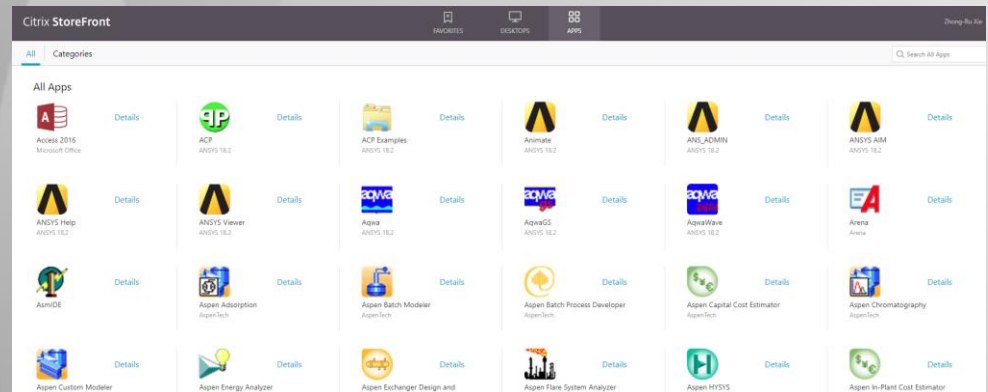 Citrix StoreFront
FAVORITES
DESKTOPS
APPS
Zhong-Ru Xie
All Categories
Search All Apps
All Apps
Details Details Details Details Details Details
Access 2016 ACP ACP Examples Animate ANS_ADMIN ANSYS AIM
Microsoft Office ANSYS 18.2 ANSYS 18.2 ANSYS 18.2 ANSYS 18.2 ANSYS 18.2
Details Details Details Details Details Details
ANSYS Help ANSYS Viewer Aqwa AqwaGS AqwaWave Arena
ANSYS 18.2 ANSYS 18.2 ANSYS 18.2 ANSYS 18.2 ANSYS 18.2 Arena
Details Details Details Details Details Details
AsmIDE Aspen Adsorption Aspen Batch Modeler Aspen Batch Process Developer Aspen Capital Cost Estimator Aspen Chromatography
AspenTech AspenTech AspenTech AspenTech AspenTech
Details Details Details Details Details Details
Aspen Custom Modeler Aspen Energy Analyzer Aspen Exchanger Design and Aspen Flare System Analyzer Aspen HYSYS Aspen In-Plant Cost Estimator